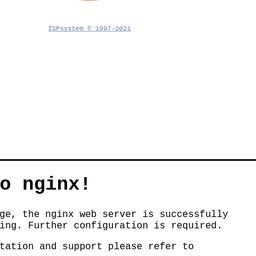 ISPsystem © 1997-2021
o nginx!
ge, the nginx web server is successfully
ing. Further configuration is required.
tation and support please refer to